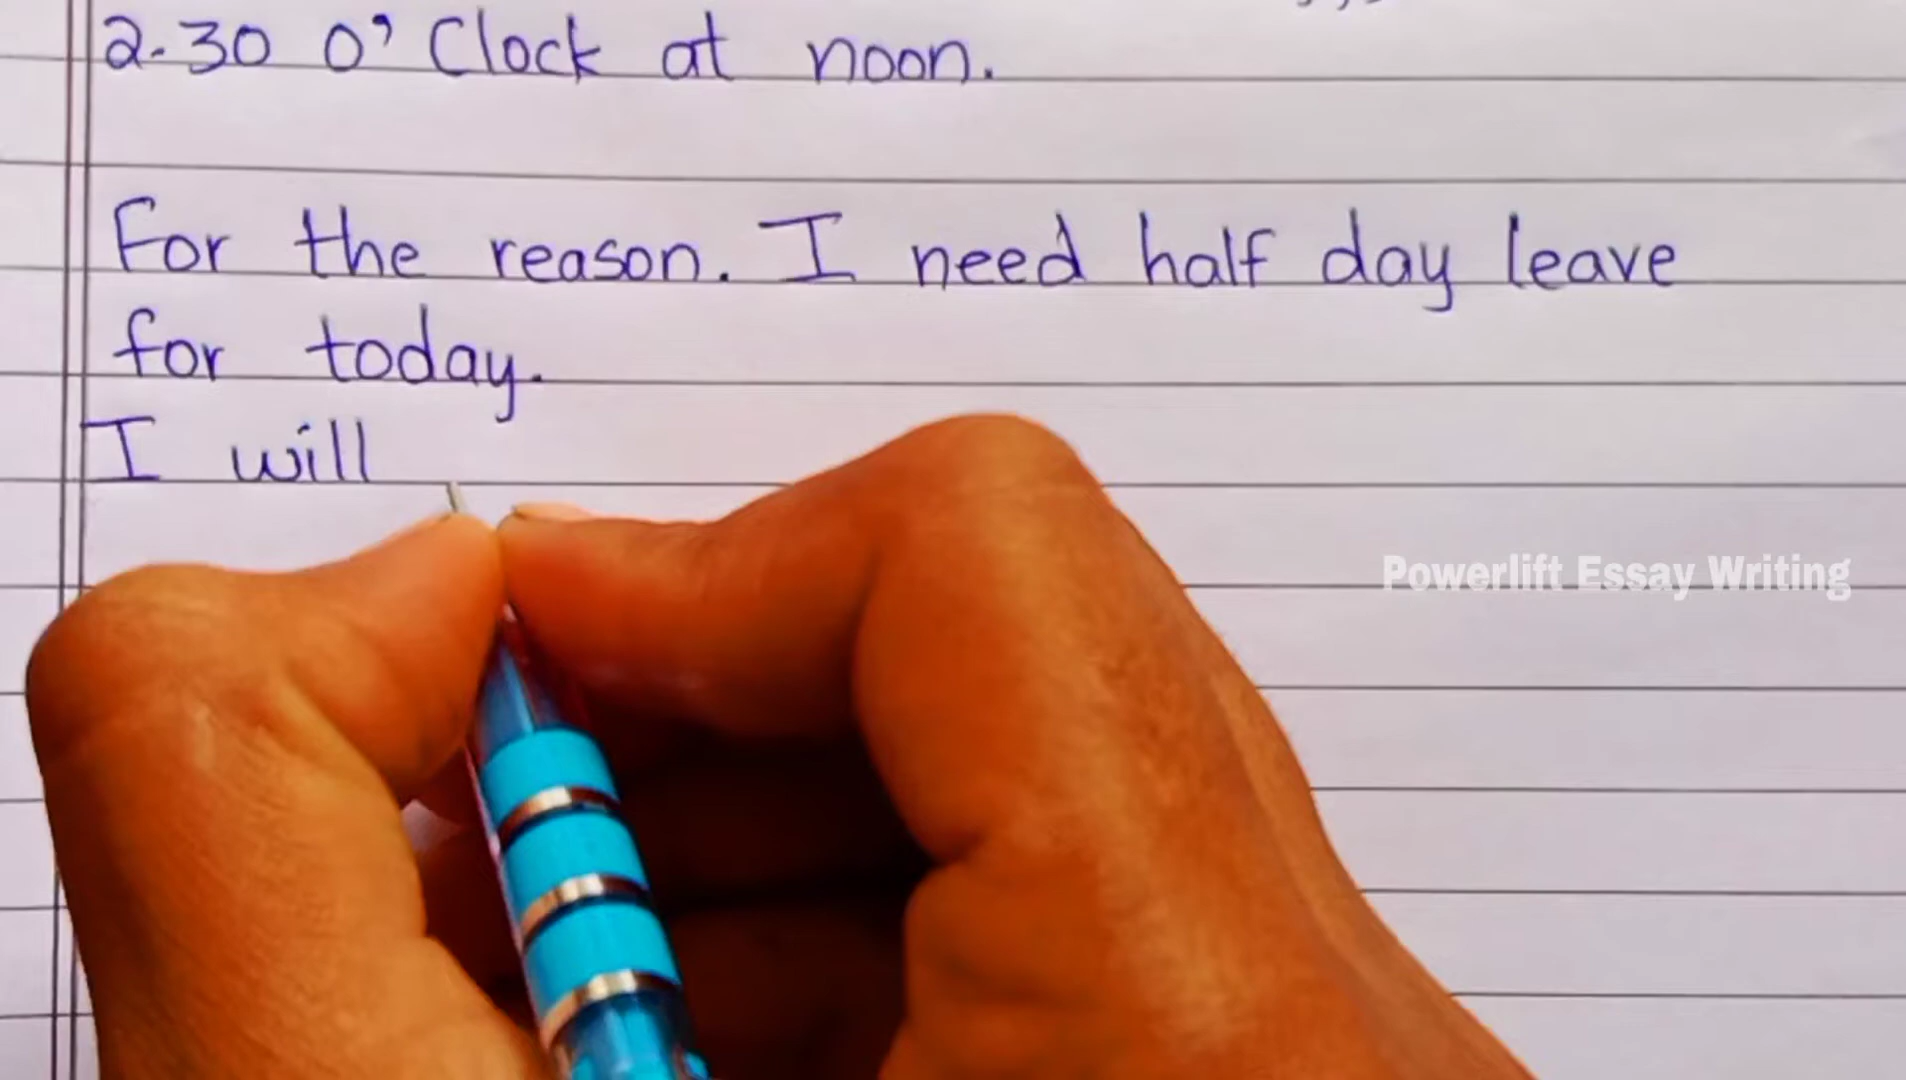 2-30 O' Clock at noon.
For the reason. I need half day leave
for today.
I will
Powerlift Essay Writing